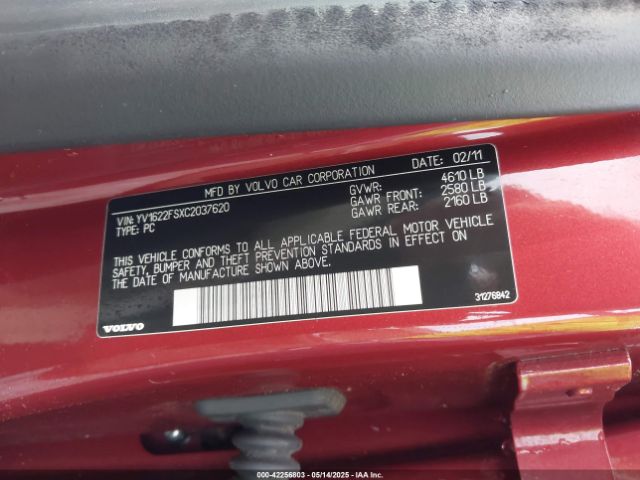 MFD BY VOLVO CAR CORPORATION DATE: 02/11
VIN: YV1622FSXC2037620 GVWR: 4610 LB
TYPE: PC GAWR FRONT: 2580 LB
GAWR REAR: 2160 LB
THIS VEHICLE CONFORMS TO ALL APPLICABLE FEDERAL MOTOR VEHICLE
SAFETY, BUMPER AND THEFT PREVENTION STANDARDS IN EFFECT ON
THE DATE OF MANUFACTURE SHOWN ABOVE.
31276842
VOLVO
000-42256803 - 05/14/2025 - IAAI.COM